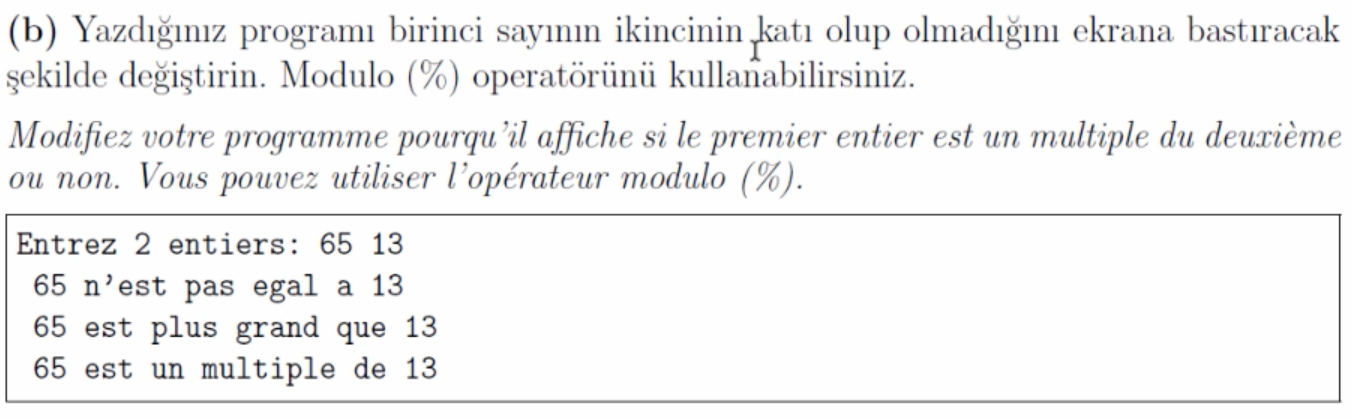 (b) Yazdığınız programı birinci sayının ikincinin katı olup olmadığını ekrana bastıracak
şekilde değiştirin. Modulo (%) operatörünü kullanabilirsiniz.
Modifiez votre programme pourqu'il affiche si le premier entier est un multiple du deuxième
ou non. Vous pouvez utiliser l'opérateur modulo (%).
Entrez 2 entiers: 65 13
65 n'est pas egal a 13
65 est plus grand que 13
65 est un multiple de 13